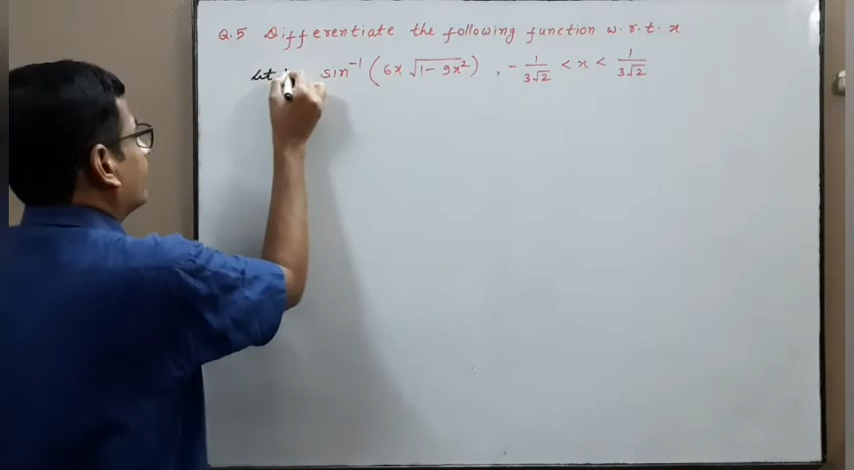 Q.5 Differentiate the following function w.r.t. x
Let sin⁻¹ (6x √(1 - 9x²)), - 1/(3√2) < x < 1/(3√2)